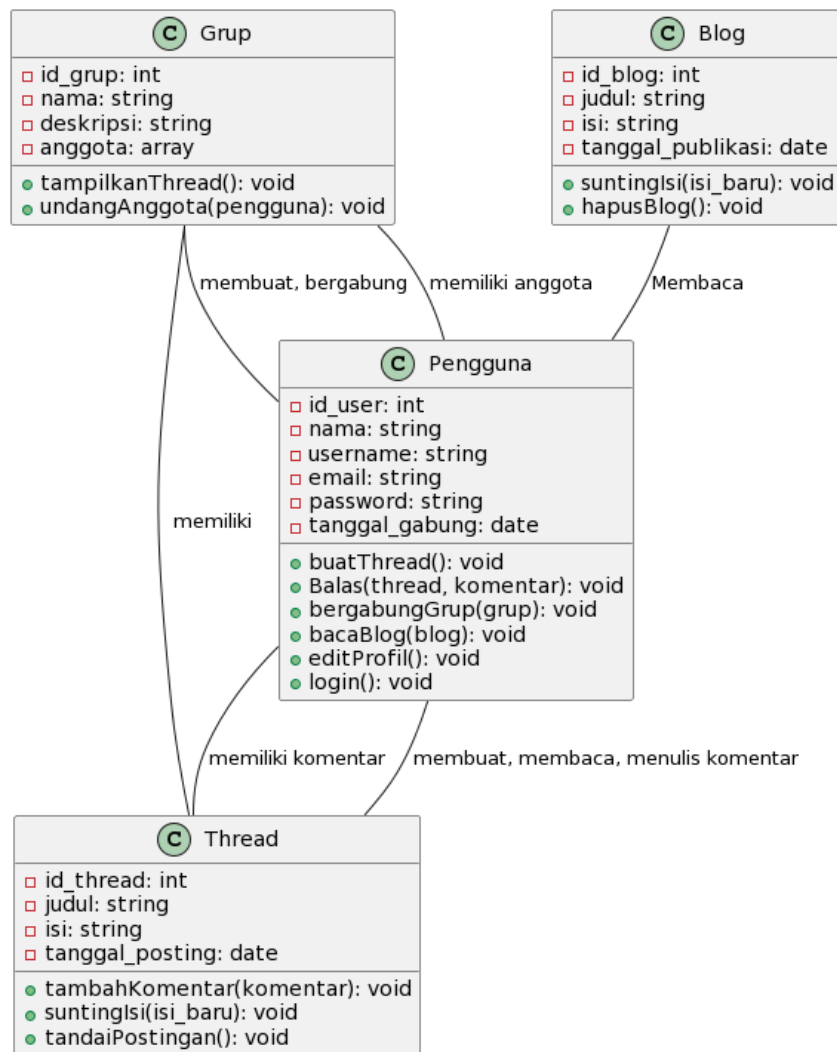 C Grup
id_grup: int
nama: string
deskripsi: string
anggota: array
tampilkanThread(): void
undangAnggota(pengguna): void
C Blog
id_blog: int
judul: string
isi: string
tanggal_publikasi: date
suntingIsi(isi_baru): void
hapusBlog(): void
membuat, bergabung
memiliki anggota
Membaca
C Pengguna
id_user: int
nama: string
username: string
email: string
password: string
tanggal_gabung: date
buatThread(): void
Balas(thread, komentar): void
bergabungGrup(grup): void
bacaBlog(blog): void
editProfil(): void
login(): void
memiliki
memiliki komentar
membuat, membaca, menulis komentar
C Thread
id_thread: int
judul: string
isi: string
tanggal_posting: date
tambahKomentar(komentar): void
suntingIsi(isi_baru): void
tandaiPostingan(): void